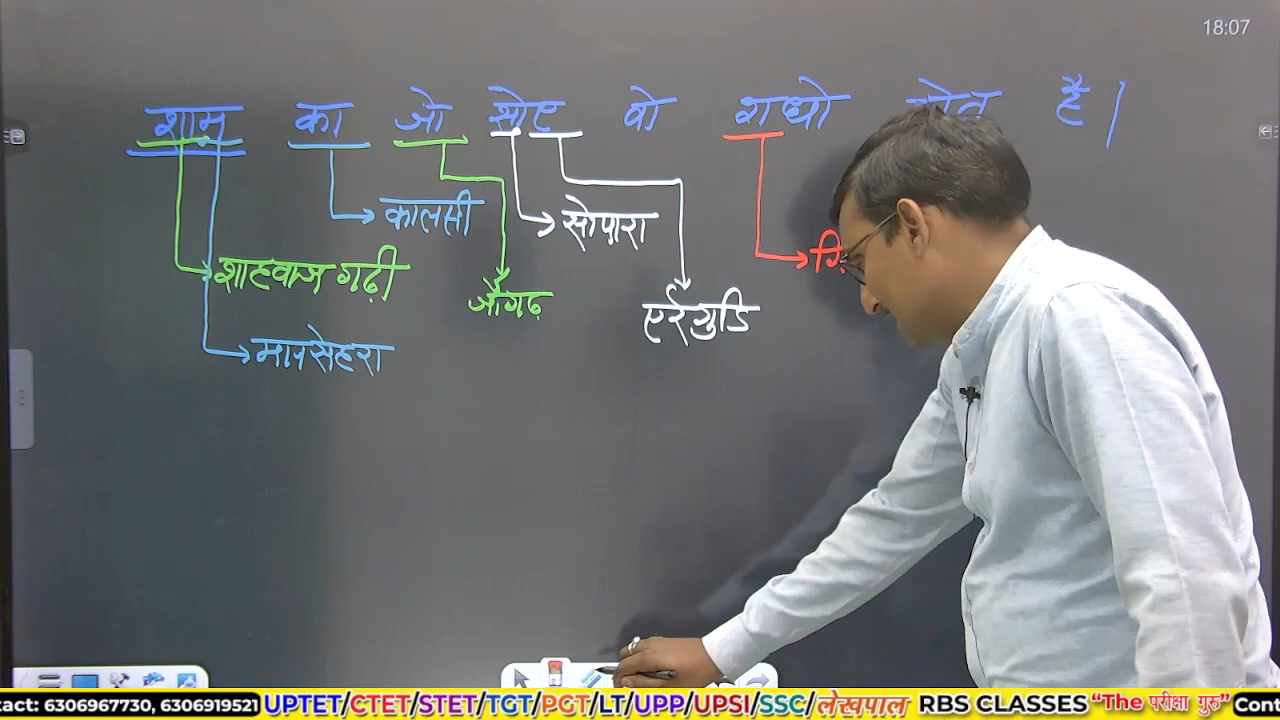 18:07
शाम का जो सोए वो गधो होत है।
कालसी
सोपारा
शाहबाज गढ़ी
गि
जौगढ़
एर्रगुडि
मानसेहरा
act: 6306967730, 6306919521 UPTET/CTET/STET/TGT/PGT/LT/UPP/UPSI/SSC/लेखपाल RBS CLASSES “The परीक्षा गुरु” Cont